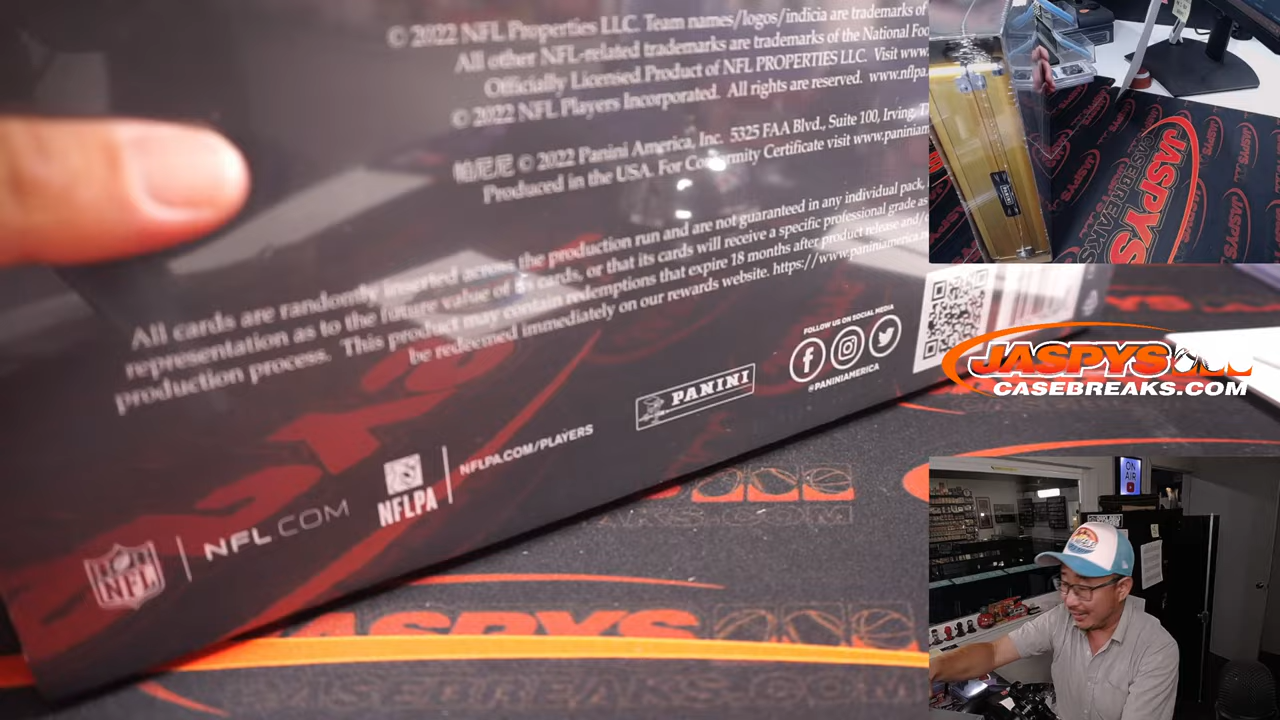 © 2022 NFL Properties LLC. Team names/logos/indicia are trademarks of
All other NFL-related trademarks are trademarks of the National Foo
Officially Licensed Product of NFL PROPERTIES LLC. Visit www.
© 2022 NFL Players Incorporated. All rights are reserved. www.nflpa.
帕尼尼 © 2022 Panini America, Inc. 5325 FAA Blvd., Suite 100, Irving, T
Produced in the USA. For Conformity Certificate visit www.paniniam
All cards are randomly inserted across the production run and are not guaranteed in any individual pack,
representation as to the future value of its cards, or that its cards will receive a specific professional grade as
production process. This product may contain redemptions that expire 18 months after product release and/
be redeemed immediately on our rewards website. https://www.paniniamerica.n
FOLLOW US ON SOCIAL MEDIA
@PANINIAMERICA
PANINI
NFL
NFL.COM
NFLPA
NFLPA.COM/PLAYERS
JASPYS
CASEBREAKS.COM
JASPYS
CASEBREAKS
JASPYS
CASEBREAKS.COM
ON
AIR